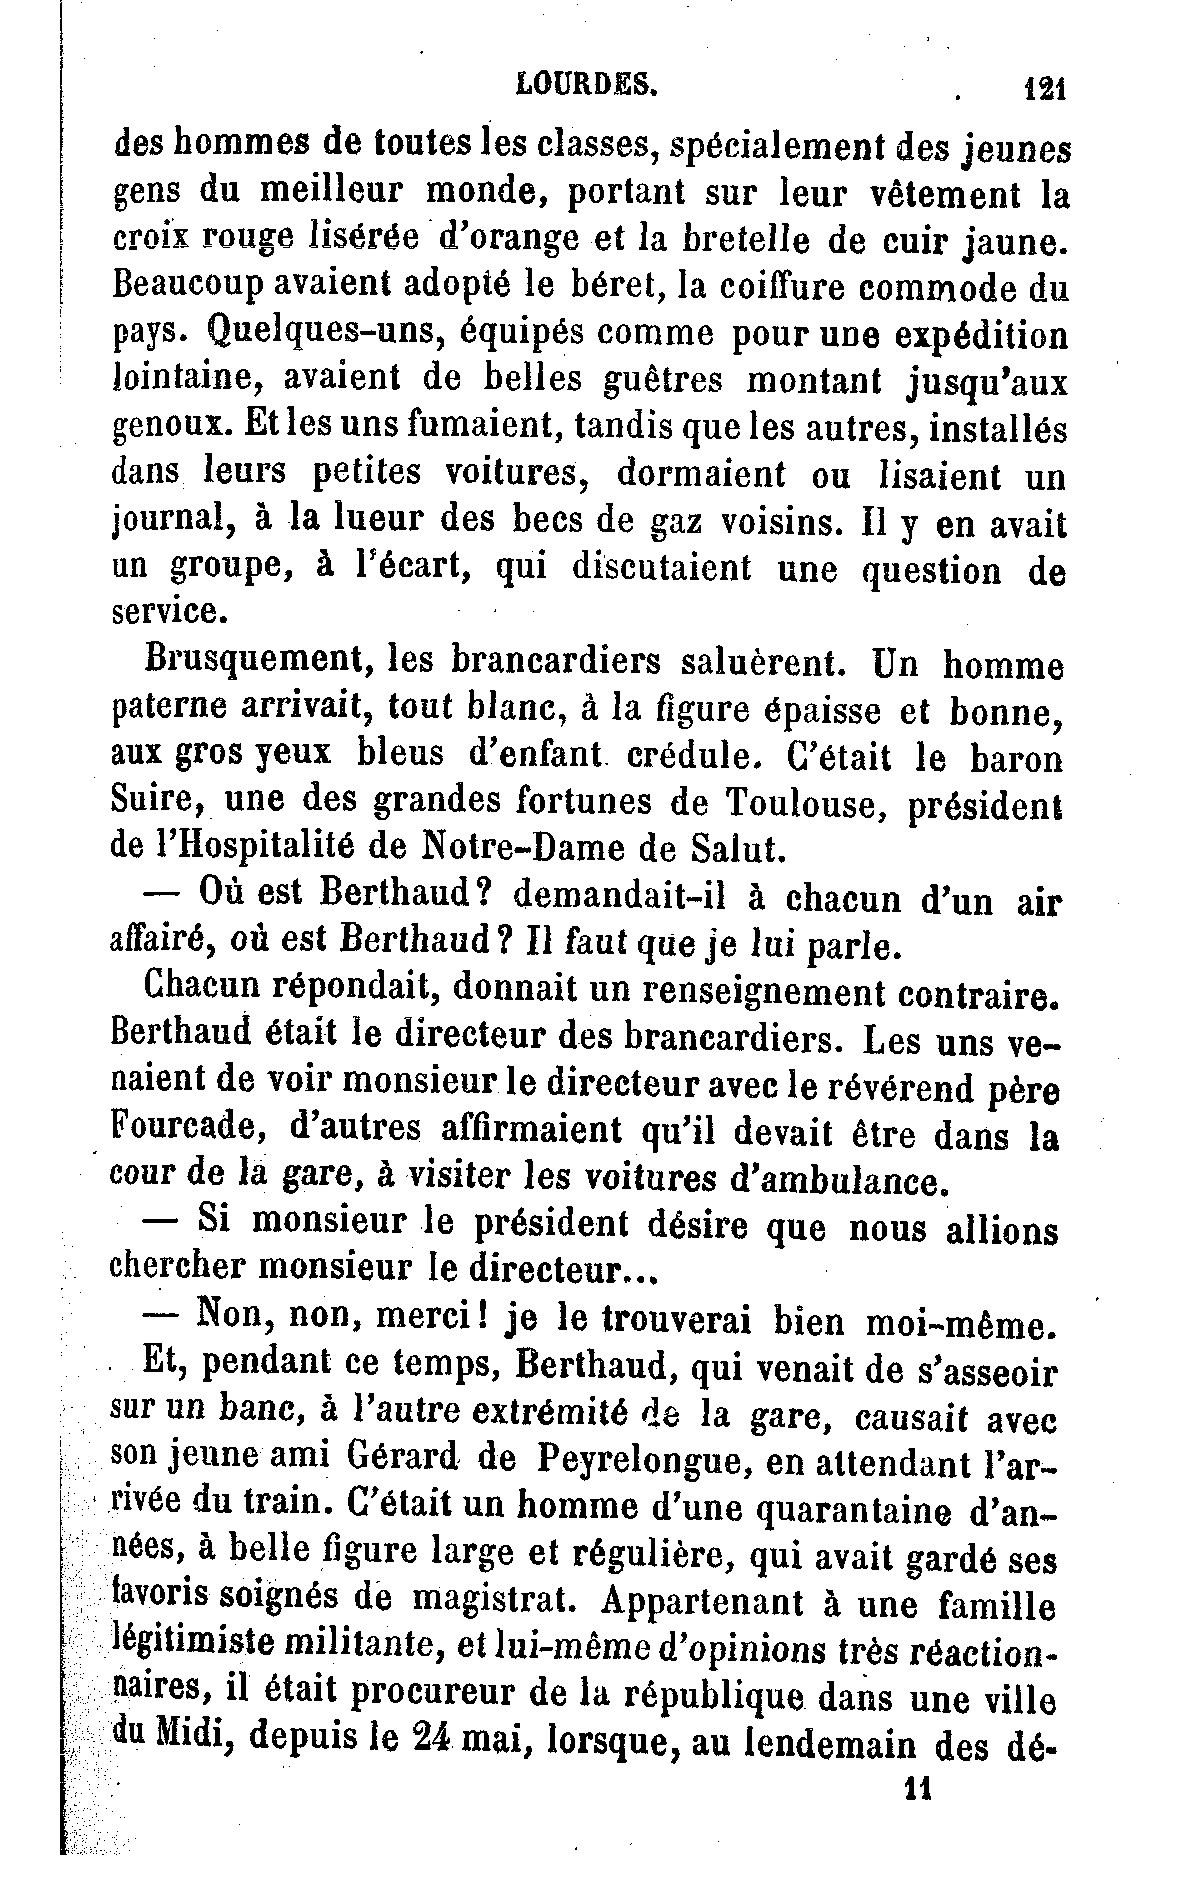 LOURDES. 121
des hommes de toutes les classes, spécialement des jeunes
gens du meilleur monde, portant sur leur vêtement la
croix rouge lisérée d'orange et la bretelle de cuir jaune.
Beaucoup avaient adopté le béret, la coiffure commode du
pays. Quelques-uns, équipés comme pour une expédition
lointaine, avaient de belles guêtres montant jusqu'aux
genoux. Et les uns fumaient, tandis que les autres, installés
dans leurs petites voitures, dormaient ou lisaient un
journal, à la lueur des becs de gaz voisins. Il y en avait
un groupe, à l'écart, qui discutaient une question de
service.
Brusquement, les brancardiers saluèrent. Un homme
paterne arrivait, tout blanc, à la figure épaisse et bonne,
aux gros yeux bleus d'enfant crédule. C'était le baron
Suire, une des grandes fortunes de Toulouse, président
de l'Hospitalité de Notre-Dame de Salut.
— Où est Berthaud? demandait-il à chacun d'un air
affairé, où est Berthaud? Il faut que je lui parle.
Chacun répondait, donnait un renseignement contraire.
Berthaud était le directeur des brancardiers. Les uns ve-
naient de voir monsieur le directeur avec le révérend père
Fourcade, d'autres affirmaient qu'il devait être dans la
cour de la gare, à visiter les voitures d'ambulance.
— Si monsieur le président désire que nous allions
chercher monsieur le directeur...
— Non, non, merci! je le trouverai bien moi-même.
Et, pendant ce temps, Berthaud, qui venait de s'asseoir
sur un banc, à l'autre extrémité de la gare, causait avec
son jeune ami Gérard de Peyrelongue, en attendant l'ar-
rivée du train. C'était un homme d'une quarantaine d'an-
nées, à belle figure large et régulière, qui avait gardé ses
favoris soignés de magistrat. Appartenant à une famille
légitimiste militante, et lui-même d'opinions très réaction-
naires, il était procureur de la république dans une ville
du Midi, depuis le 24 mai, lorsque, au lendemain des dé-
11